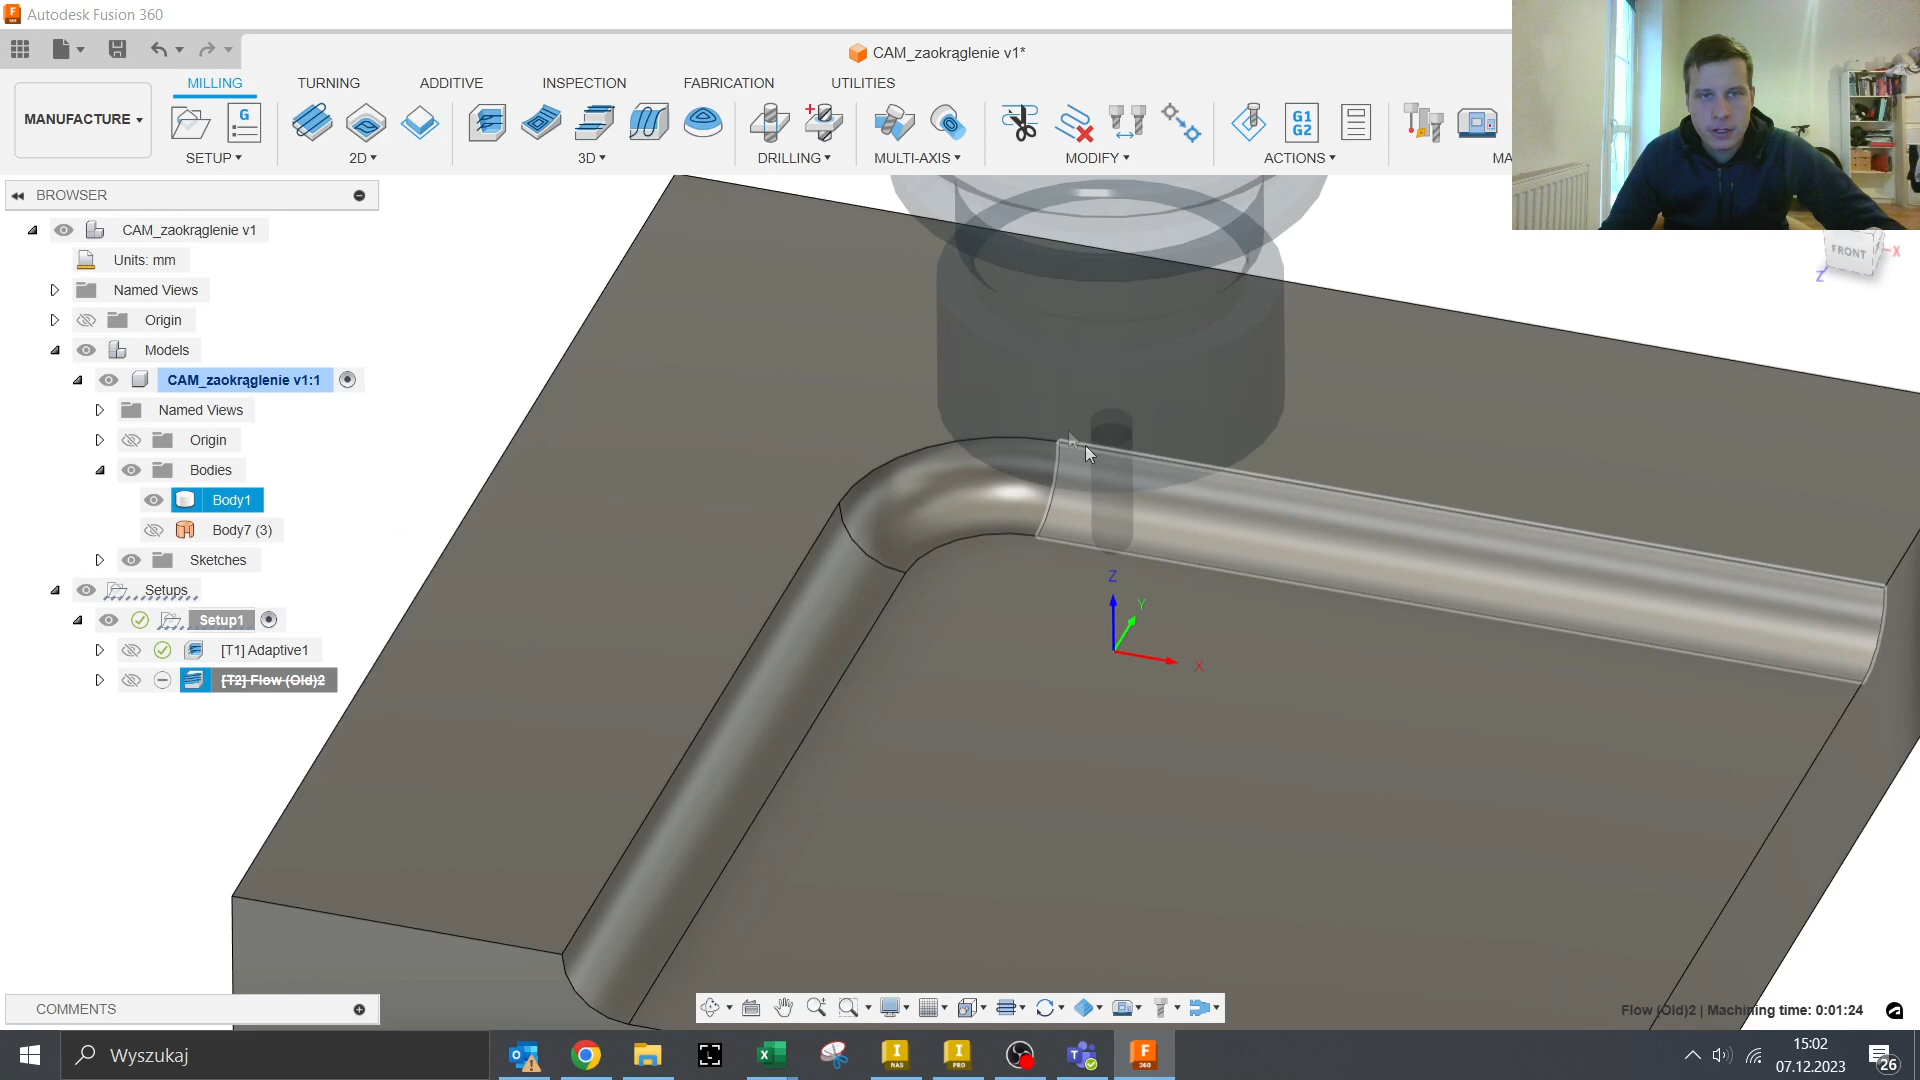 Autodesk Fusion 360
CAM_zaokrąglenie v1*
MILLING TURNING ADDITIVE INSPECTION FABRICATION UTILITIES
MANUFACTURE
SETUP 2D 3D DRILLING MULTI-AXIS MODIFY ACTIONS MA
G
G1
G2
BROWSER
CAM_zaokrąglenie v1
Units: mm
Named Views
Origin
Models
CAM_zaokrąglenie v1:1
Named Views
Origin
Bodies
Body1
Body7 (3)
Sketches
Setups
Setup1
[T1] Adaptive1
[T2] Flow (Old)2
FRONT
X
Z
Z
Y
X
COMMENTS
Flow (Old)2 | Machining time: 0:01:24
Wyszukaj
15:02
07.12.2023
26